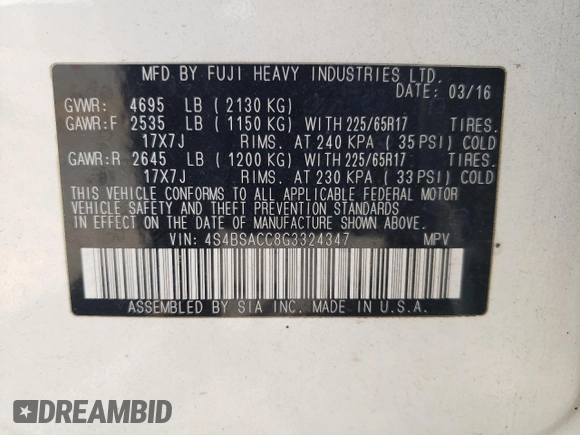 MFD BY FUJI HEAVY INDUSTRIES LTD.
DATE: 03/16
GVWR: 4695 LB ( 2130 KG)
GAWR:F 2535 LB ( 1150 KG) WITH 225/65R17 TIRES.
17X7J RIMS. AT 240 KPA ( 35 PSI) COLD
GAWR:R 2645 LB ( 1200 KG) WITH 225/65R17 TIRES.
17X7J RIMS. AT 230 KPA ( 33 PSI) COLD
THIS VEHICLE CONFORMS TO ALL APPLICABLE FEDERAL MOTOR
VEHICLE SAFETY AND THEFT PREVENTION STANDARDS
IN EFFECT ON THE DATE OF MANUFACTURE SHOWN ABOVE.
VIN: 4S4BSACC8G3324347 MPV
ASSEMBLED BY SIA INC. MADE IN U.S.A.
DREAMBID